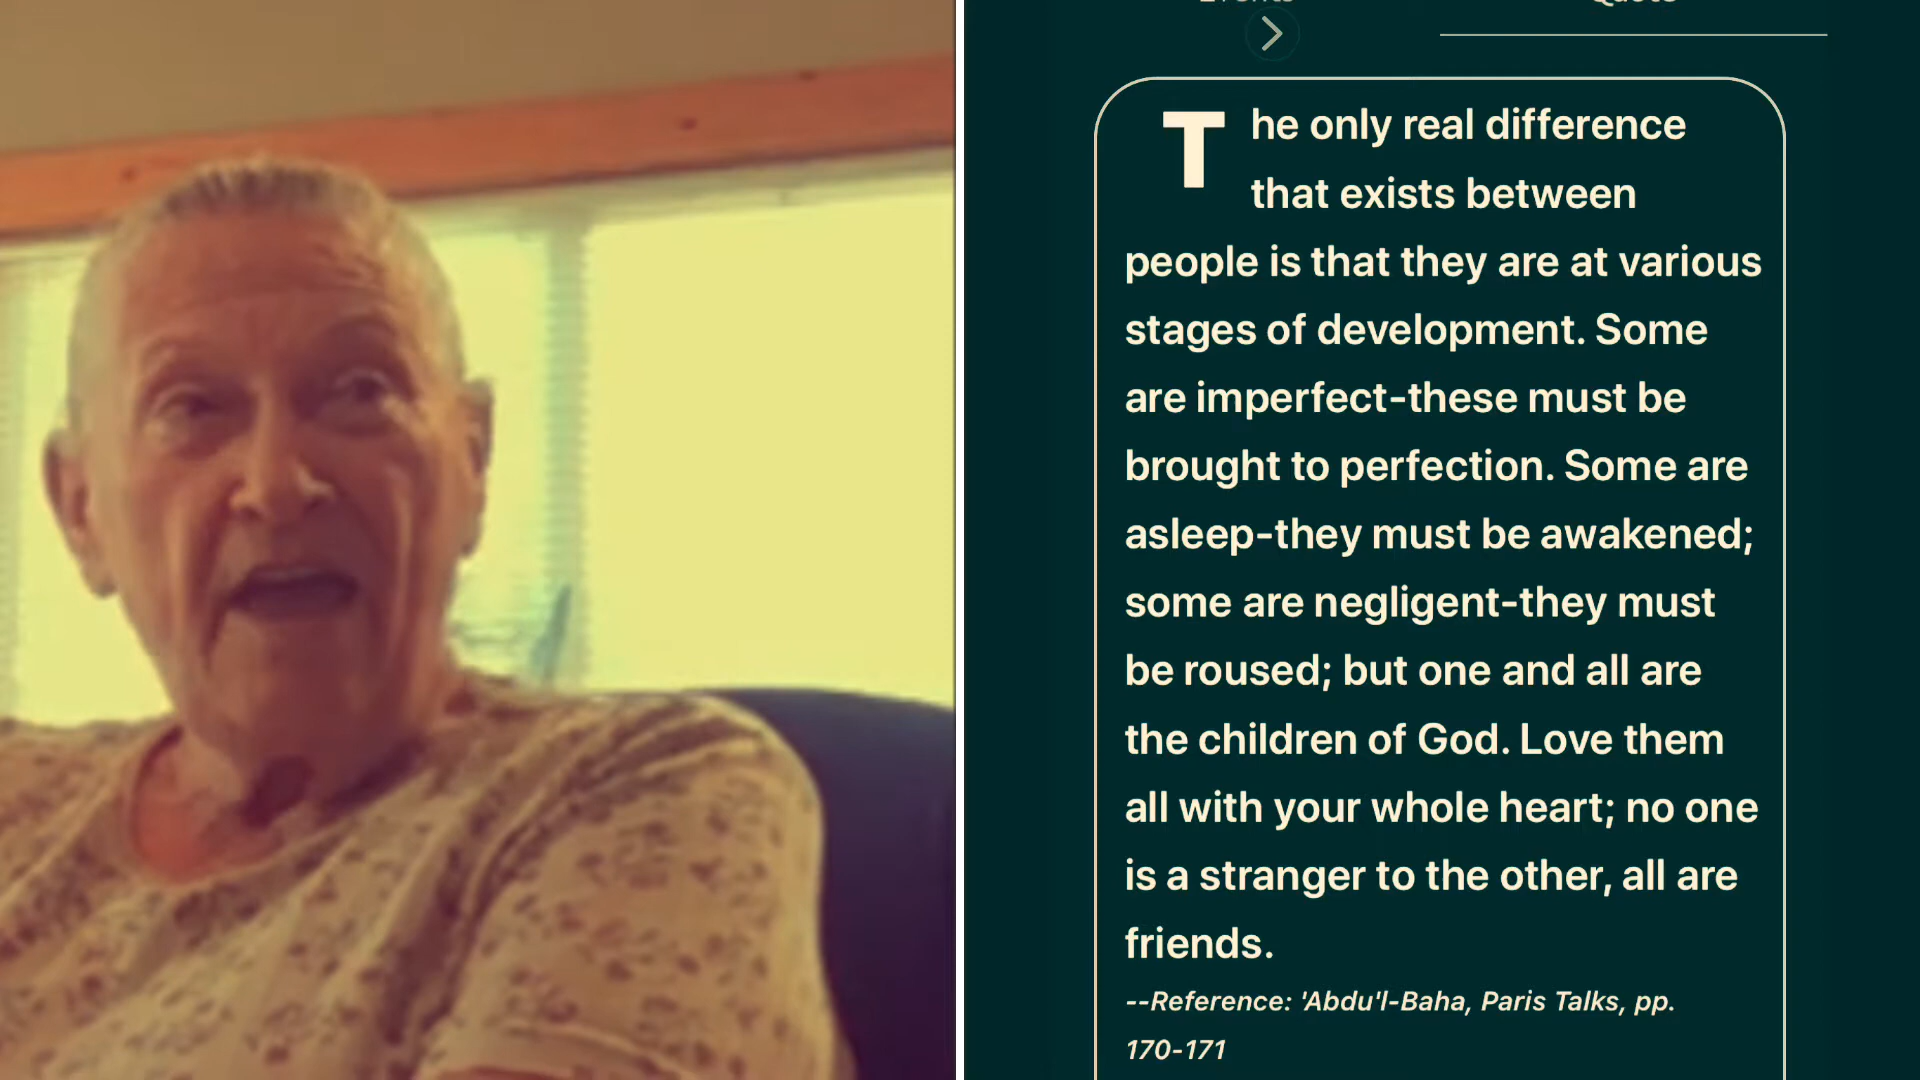 Events
Quote
The only real difference
that exists between
people is that they are at various
stages of development. Some
are imperfect-these must be
brought to perfection. Some are
asleep-they must be awakened;
some are negligent-they must
be roused; but one and all are
the children of God. Love them
all with your whole heart; no one
is a stranger to the other, all are
friends.
--Reference: 'Abdu'l-Baha, Paris Talks, pp.
170-171